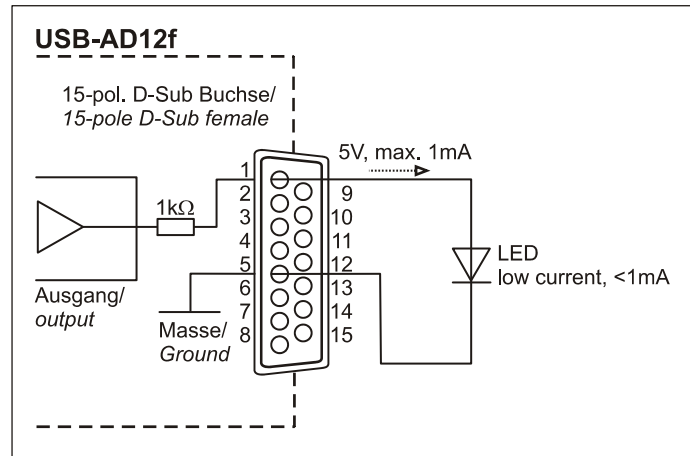 USB-AD12f
15-pol. D-Sub Buchse/
15-pole D-Sub female
5V, max. 1mA
1
2
3
4
5
6
7
8
9
10
11
12
13
14
15
1kΩ
LED
low current, <1mA
Ausgang/
output
Masse/
Ground